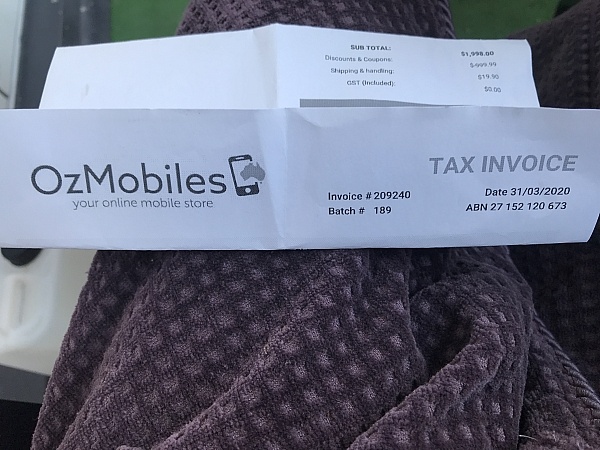 SUB TOTAL: $1,998.00
Discounts & Coupons: $-999.99
Shipping & handling: $19.90
GST (Included): $0.00
OzMobiles
your online mobile store
TAX INVOICE
Invoice # 209240
Batch # 189
Date 31/03/2020
ABN 27 152 120 673